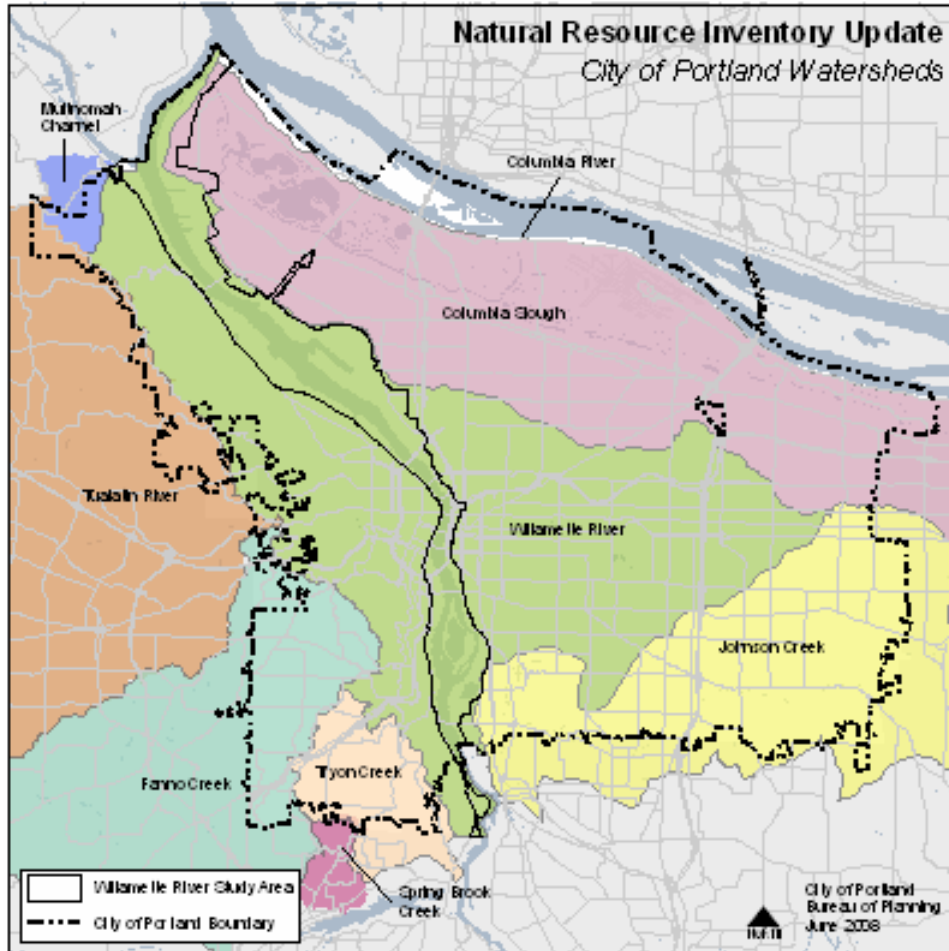 Natural Resource Inventory Update
City of Portland Watersheds
Multnomah
Channel
Columbia River
Columbia Slough
Tualatin River
Willamette River
Johnson Creek
Fanno Creek
Tryon Creek
Spring Brook
Creek
Willamette River Study Area
City of Portland Boundary
NORTH
City of Portland
Bureau of Planning
June 2008